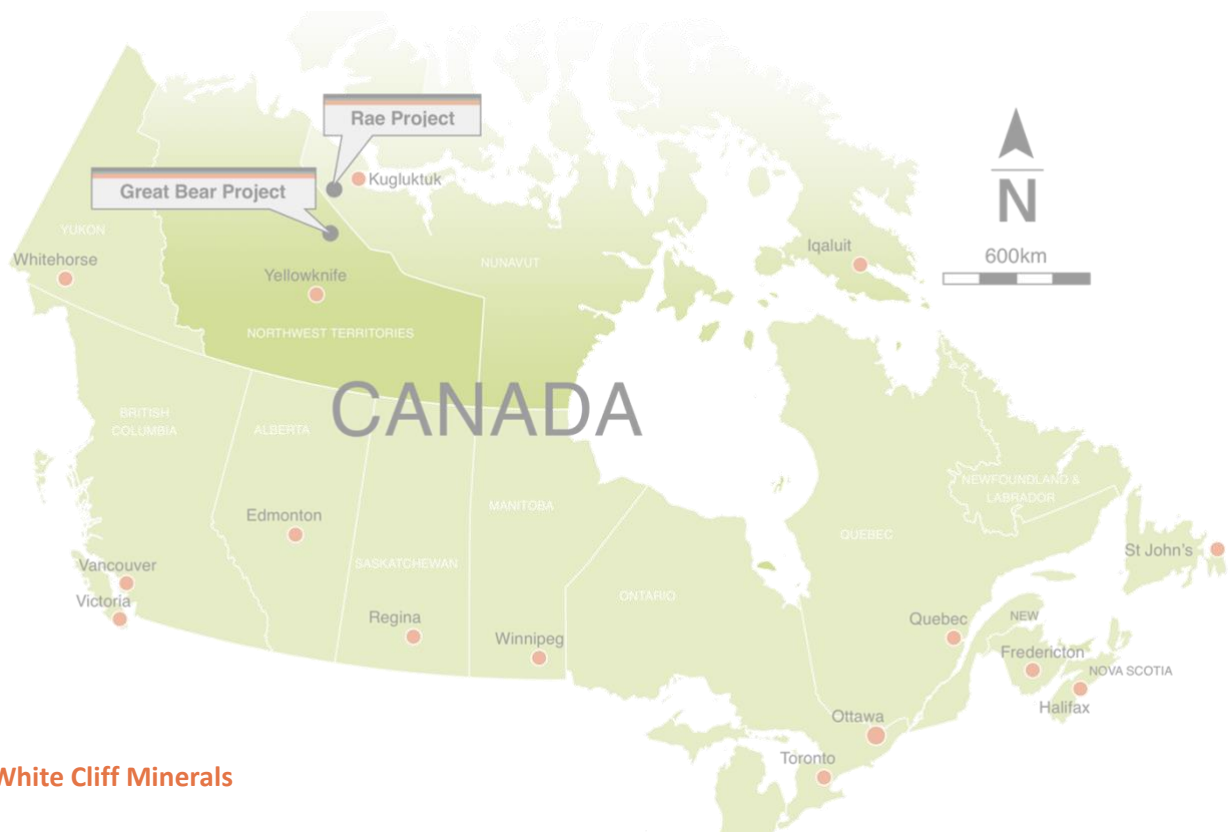 Rae Project
Kugluktuk
Great Bear Project
YUKON
Whitehorse
Yellowknife
NUNAVUT
Iqaluit
N
600km
NORTHWEST TERRITORIES
CANADA
BRITISH
COLUMBIA
ALBERTA
Edmonton
SASKATCHEWAN
MANITOBA
ONTARIO
QUEBEC
NEWFOUNDLAND &
LABRADOR
St John's
Vancouver
Victoria
Regina
Winnipeg
Quebec
NEW
Fredericton
NOVA SCOTIA
Halifax
Ottawa
Toronto
White Cliff Minerals